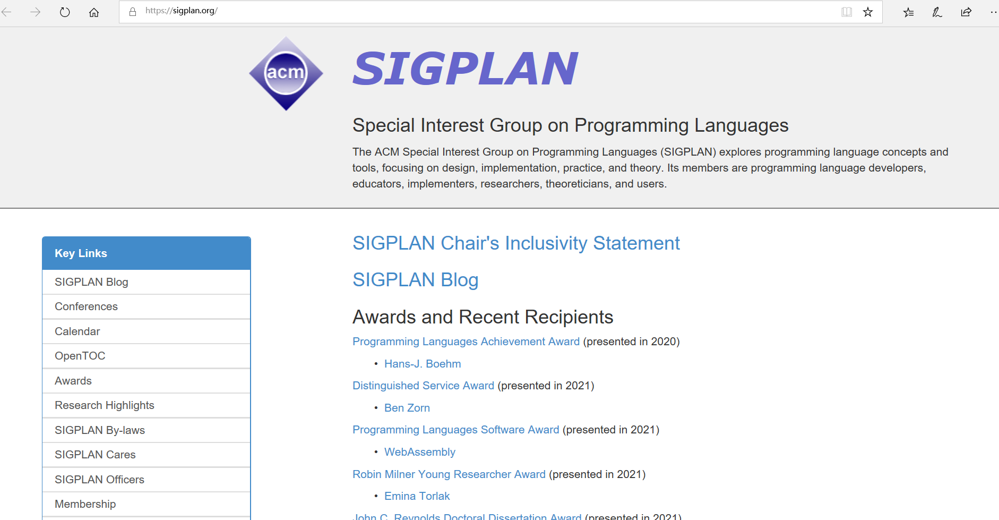 https://sigplan.org/
acm
SIGPLAN
Special Interest Group on Programming Languages
The ACM Special Interest Group on Programming Languages (SIGPLAN) explores programming language concepts and
tools, focusing on design, implementation, practice, and theory. Its members are programming language developers,
educators, implementers, researchers, theoreticians, and users.
Key Links
SIGPLAN Blog
Conferences
Calendar
OpenTOC
Awards
Research Highlights
SIGPLAN By-laws
SIGPLAN Cares
SIGPLAN Officers
Membership
SIGPLAN Chair's Inclusivity Statement
SIGPLAN Blog
Awards and Recent Recipients
Programming Languages Achievement Award (presented in 2020)
• Hans-J. Boehm
Distinguished Service Award (presented in 2021)
• Ben Zorn
Programming Languages Software Award (presented in 2021)
• WebAssembly
Robin Milner Young Researcher Award (presented in 2021)
• Emina Torlak
John C. Reynolds Doctoral Dissertation Award (presented in 2021)